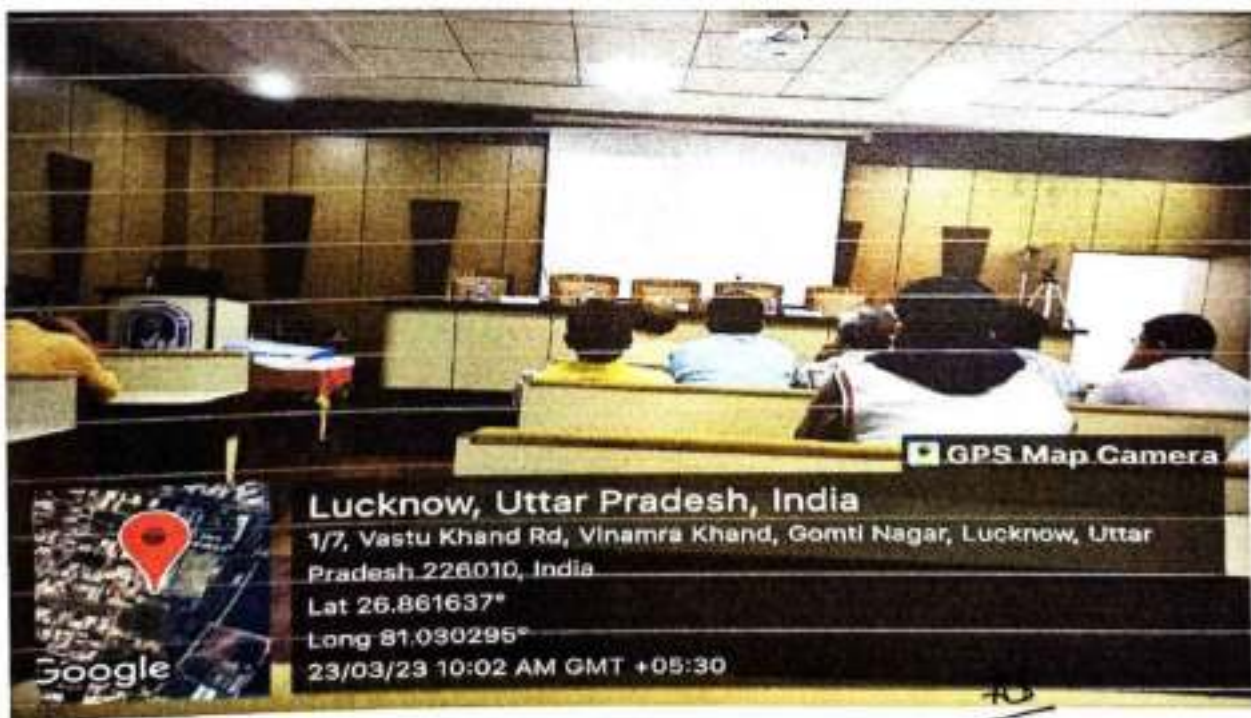 GPS Map Camera
Lucknow, Uttar Pradesh, India
1/7, Vastu Khand Rd, Vinamra Khand, Gomti Nagar, Lucknow, Uttar
Pradesh 226010, India
Lat 26.861637°
Long 81.030295°
23/03/23 10:02 AM GMT +05:30
Google